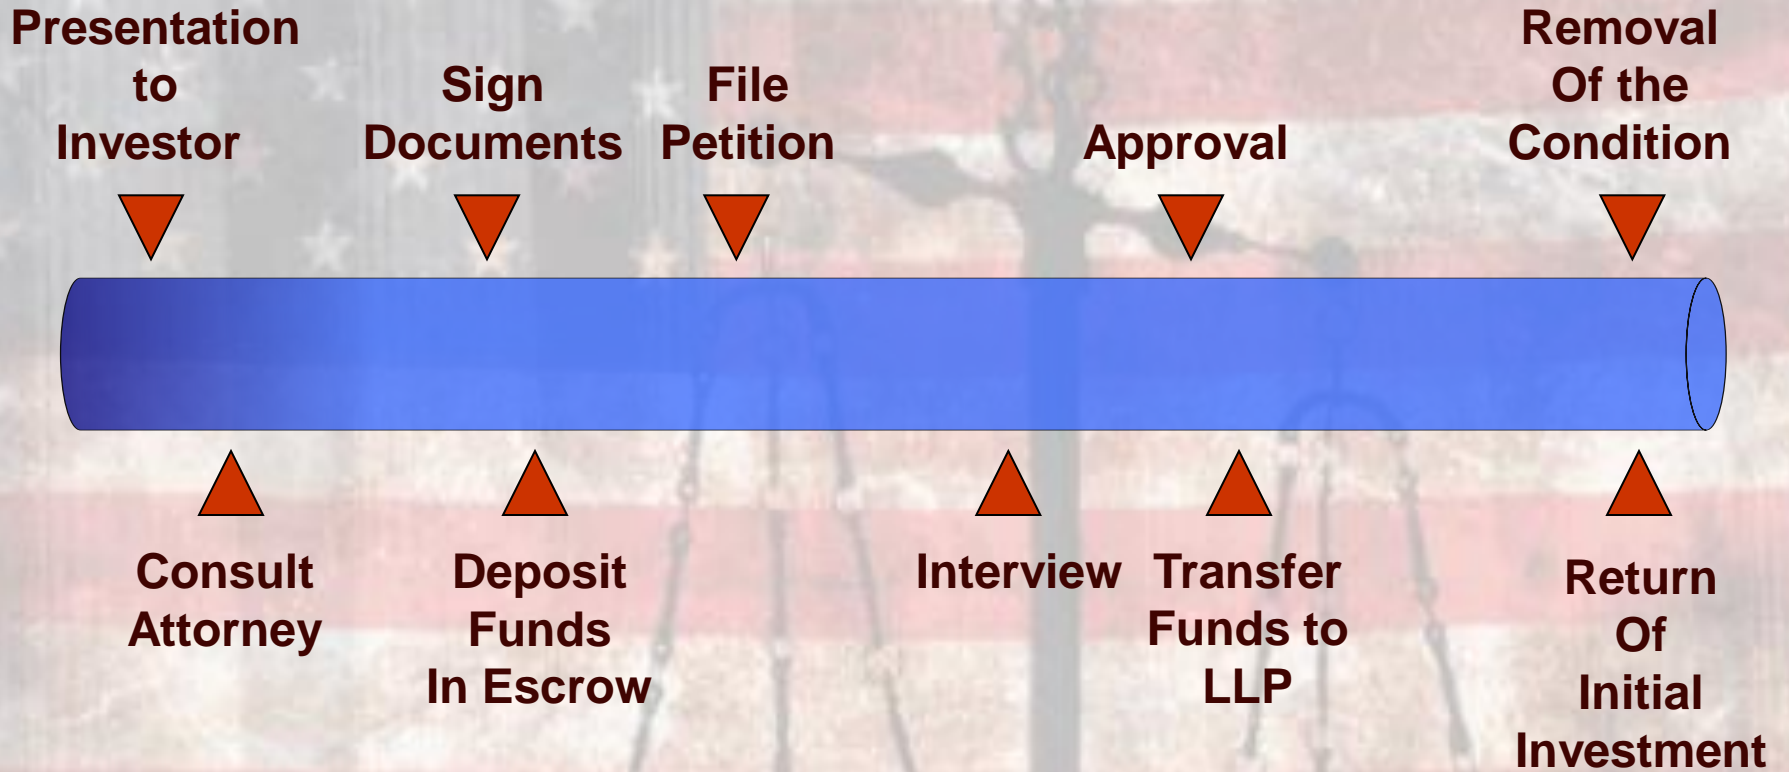 Presentation
to
Investor
Sign
Documents
File
Petition
Approval
Removal
Of the
Condition
Consult
Attorney
Deposit
Funds
In Escrow
Interview
Transfer
Funds to
LLP
Return
Of
Initial
Investment